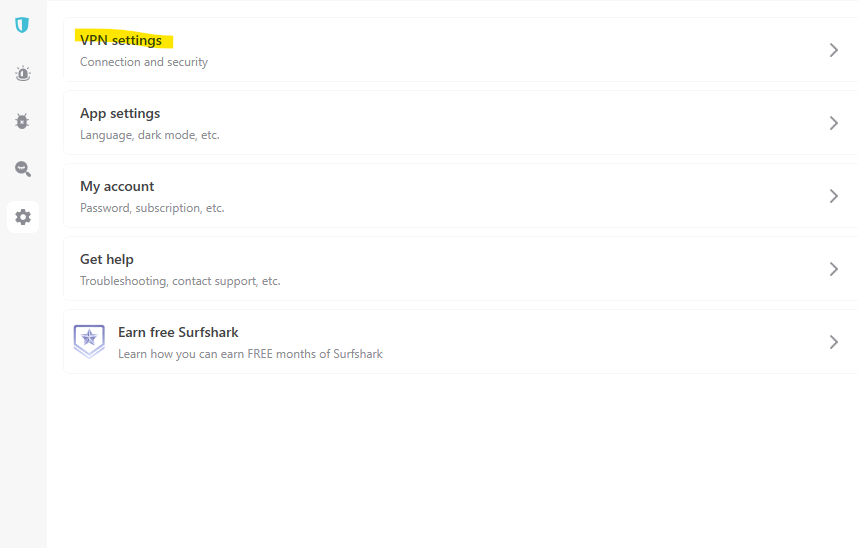 VPN settings
Connection and security
App settings
Language, dark mode, etc.
My account
Password, subscription, etc.
Get help
Troubleshooting, contact support, etc.
Earn free Surfshark
Learn how you can earn FREE months of Surfshark